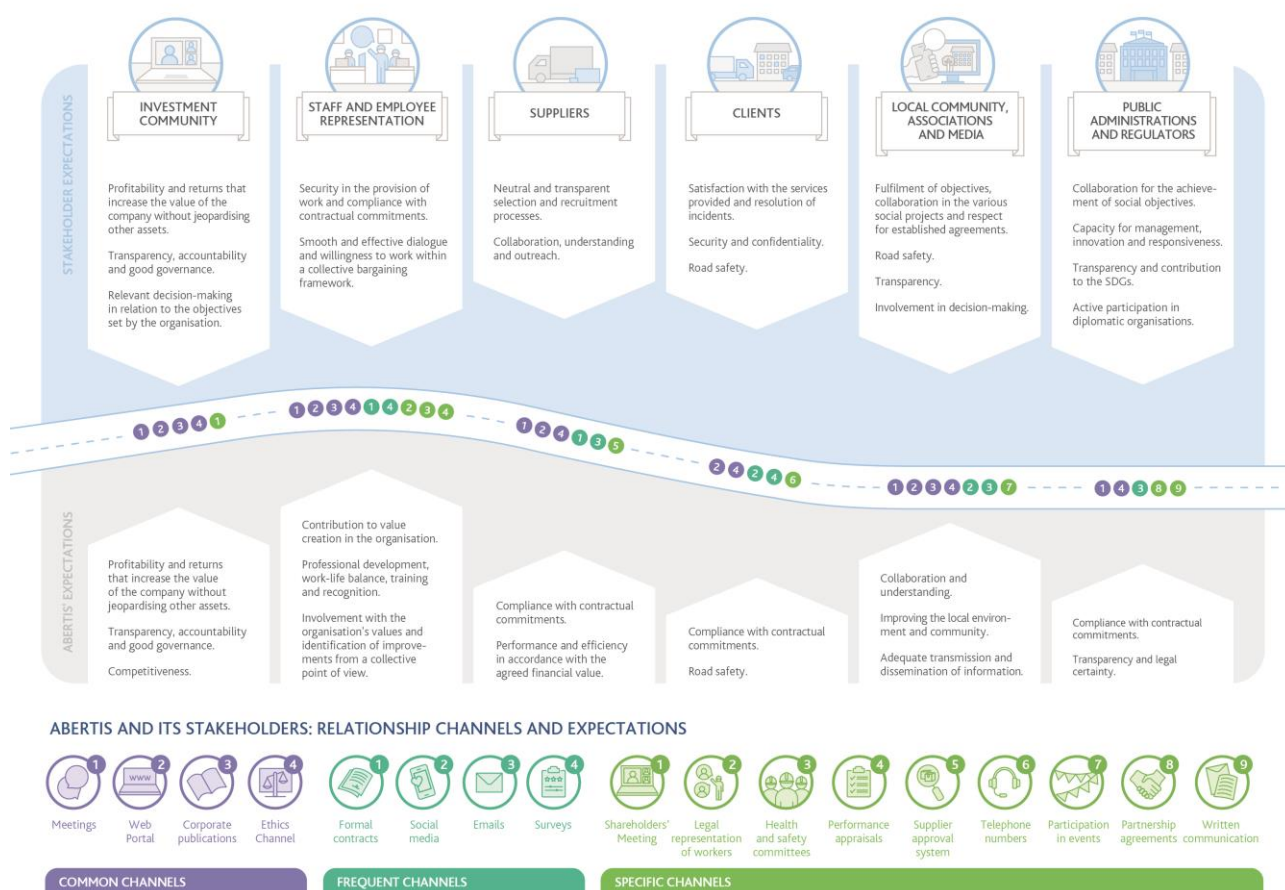 STAKEHOLDER EXPECTATIONS
INVESTMENT
COMMUNITY
Profitability and returns that
increase the value of the
company without jeopardising
other assets.
Transparency, accountability
and good governance.
Relevant decision-making
in relation to the objectives
set by the organisation.
STAFF AND EMPLOYEE
REPRESENTATION
Security in the provision of
work and compliance with
contractual commitments.
Smooth and effective dialogue
and willingness to work within
a collective bargaining
framework.
SUPPLIERS
Neutral and transparent
selection and recruitment
processes.
Collaboration, understanding
and outreach.
CLIENTS
Satisfaction with the services
provided and resolution of
incidents.
Security and confidentiality.
Road safety.
LOCAL COMMUNITY,
ASSOCIATIONS
AND MEDIA
Fulfilment of objectives,
collaboration in the various
social projects and respect
for established agreements.
Road safety.
Transparency.
Involvement in decision-making.
PUBLIC
ADMINISTRATIONS
AND REGULATORS
Collaboration for the achieve-
ment of social objectives.
Capacity for management,
innovation and responsiveness.
Transparency and contribution
to the SDGs.
Active participation in
diplomatic organisations.
1 2 3 4 1
1 2 3 4 1 4 2 3 4
1 2 4 1 3 5
2 4 2 4 6
1 2 3 4 2 3 7
1 4 3 8 9
ABERTIS' EXPECTATIONS
Profitability and returns
that increase the value
of the company without
jeopardising other assets.
Transparency, accountability
and good governance.
Competitiveness.
Contribution to value
creation in the organisation.
Professional development,
work-life balance, training
and recognition.
Involvement with the
organisation's values and
identification of improve-
ments from a collective
point of view.
Compliance with contractual
commitments.
Performance and efficiency
in accordance with the
agreed financial value.
Compliance with contractual
commitments.
Road safety.
Collaboration and
understanding.
Improving the local environ-
ment and community.
Adequate transmission and
dissemination of information.
Compliance with contractual
commitments.
Transparency and legal
certainty.
ABERTIS AND ITS STAKEHOLDERS: RELATIONSHIP CHANNELS AND EXPECTATIONS
1
Meetings
2
WWW
Web
Portal
3
Corporate
publications
4
Ethics
Channel
COMMON CHANNELS
1
Formal
contracts
2
Social
media
3
Emails
4
Surveys
FREQUENT CHANNELS
1
Shareholders'
Meeting
2
Legal
representation
of workers
3
Health
and safety
committees
4
Performance
appraisals
5
Supplier
approval
system
6
Telephone
numbers
7
Participation
in events
8
Partnership
agreements
9
Written
communication
SPECIFIC CHANNELS